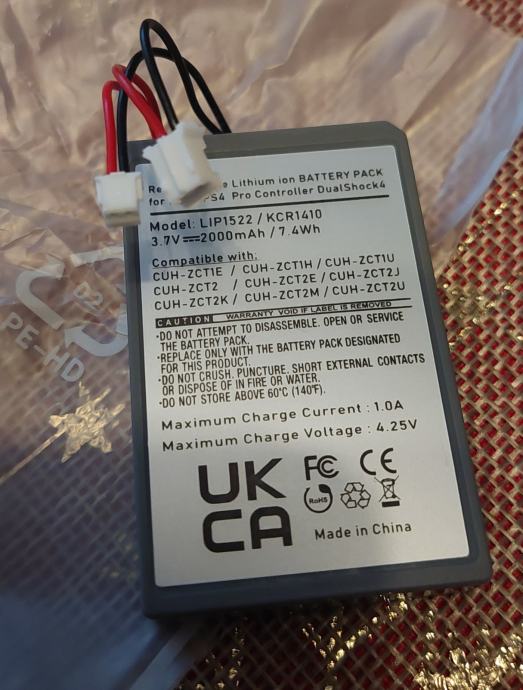 Re e Lithium ion BATTERY PACK
for PS4 Pro Controller DualShock4
Model: LIP1522 / KCR1410
3.7V⎓2000mAh / 7.4Wh
Compatible with:
CUH-ZCT1E / CUH-ZCT1H / CUH-ZCT1U
CUH-ZCT2 / CUH-ZCT2E / CUH-ZCT2J
CUH-ZCT2K / CUH-ZCT2M / CUH-ZCT2U
CAUTION WARRANTY VOID IF LABEL IS REMOVED
·DO NOT ATTEMPT TO DISASSEMBLE. OPEN OR SERVICE
THE BATTERY PACK.
·REPLACE ONLY WITH THE BATTERY PACK DESIGNATED
FOR THIS PRODUCT.
·DO NOT CRUSH. PUNCTURE. SHORT EXTERNAL CONTACTS
OR DISPOSE OF IN FIRE OR WATER.
·DO NOT STORE ABOVE 60°C (140°F).
Maximum Charge Current : 1.0A
Maximum Charge Voltage : 4.25V
UK
CA
FC CE
RoHS
Made in China
PE-HD